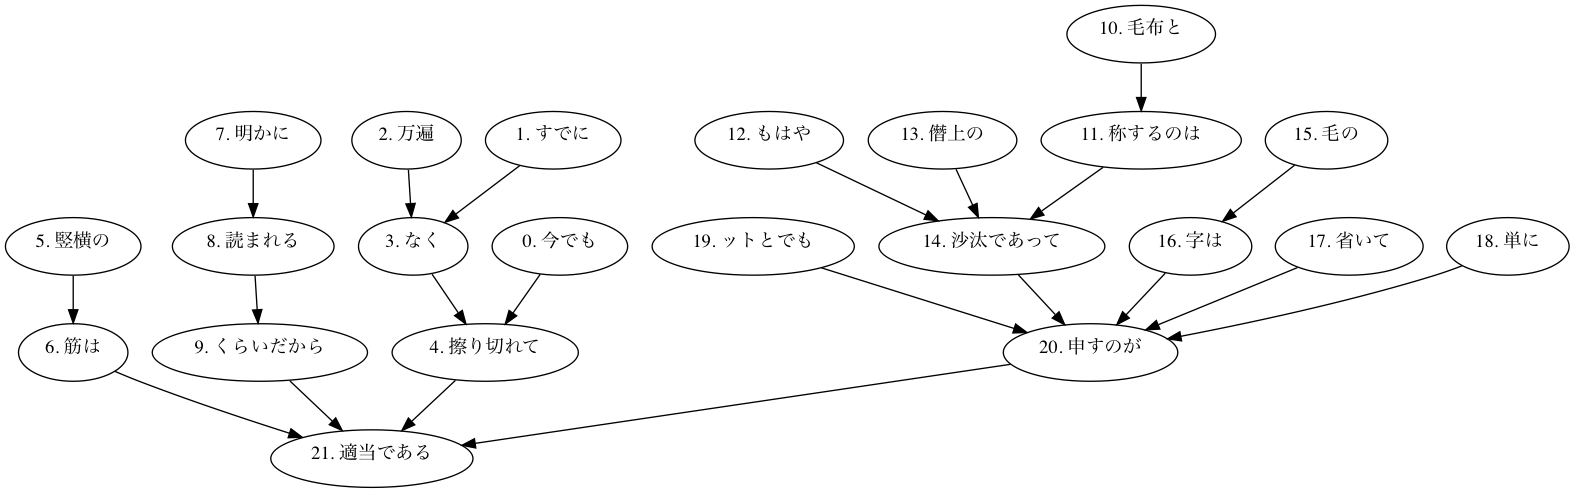 10. 毛布と
7. 明かに
2. 万遍
1. すでに
12. もはや
13. 僭上の
11. 称するのは
15. 毛の
5. 竪横の
8. 読まれる
3. なく
0. 今でも
19. ットとでも
14. 沙汰であって
16. 字は
17. 省いて
18. 単に
6. 筋は
9. くらいだから
4. 擦り切れて
20. 申すのが
21. 適当である